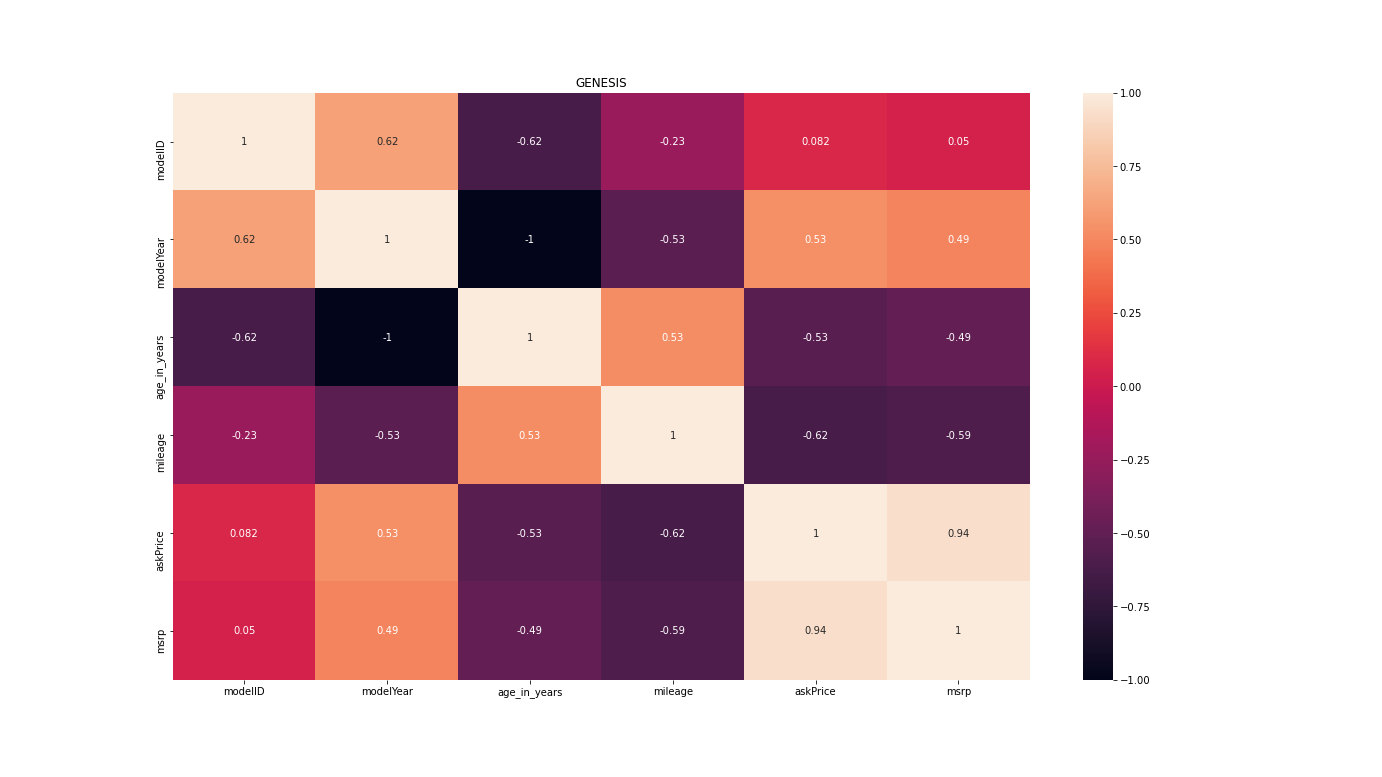 GENESIS
modelID 1 0.62 -0.62 -0.23 0.082 0.05
modelYear 0.62 1 -1 -0.53 0.53 0.49
age_in_years -0.62 -1 1 0.53 -0.53 -0.49
mileage -0.23 -0.53 0.53 1 -0.62 -0.59
askPrice 0.082 0.53 -0.53 -0.62 1 0.94
msrp 0.05 0.49 -0.49 -0.59 0.94 1
modelID modelYear age_in_years mileage askPrice msrp
1.00
0.75
0.50
0.25
0.00
−0.25
−0.50
−0.75
−1.00